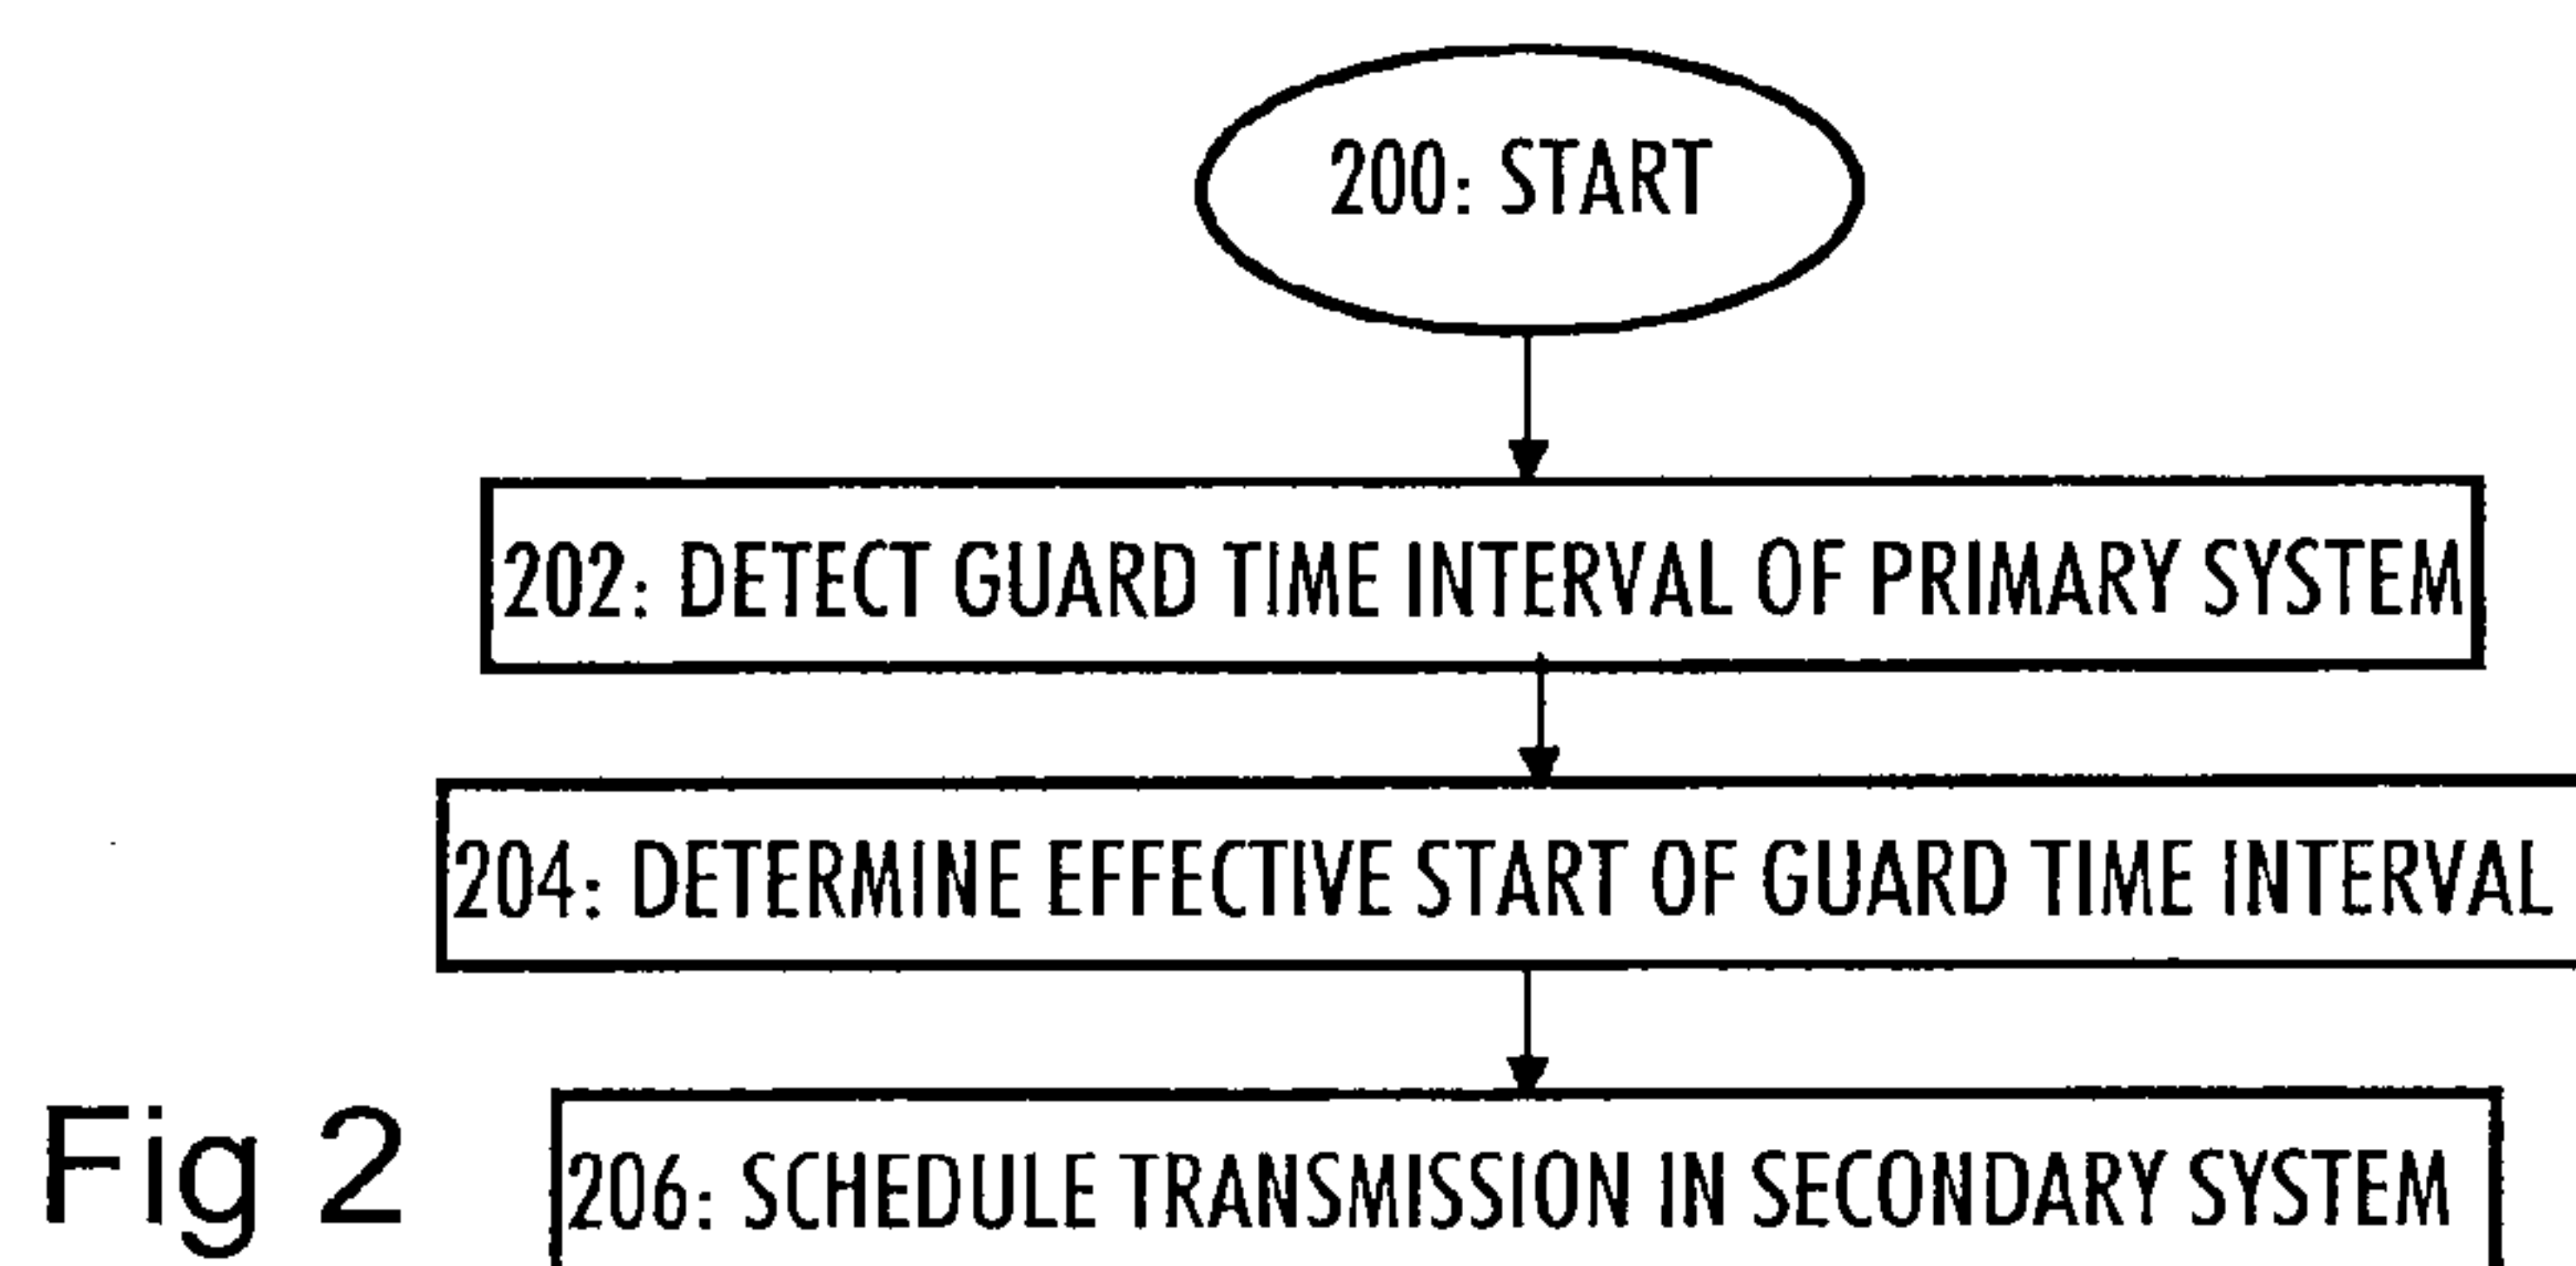 200: START
202: DETECT GUARD TIME INTERVAL OF PRIMARY SYSTEM
204: DETERMINE EFFECTIVE START OF GUARD TIME INTERVAL
Fig 2
206: SCHEDULE TRANSMISSION IN SECONDARY SYSTEM